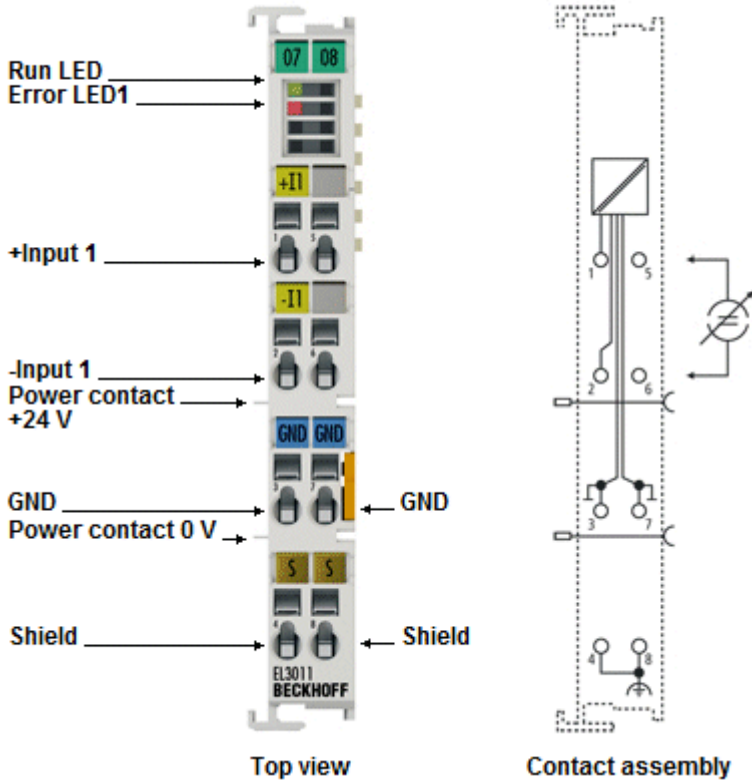 07 08
Run LED
Error LED1
+I1
1 5
+Input 1
1 5
-I1
2 6
-Input 1
2 6
Power contact
+24 V
GND GND
3 7
GND
GND
3 7
Power contact 0 V
S S
4 8
Shield
Shield
4 8
EL3011
BECKHOFF
Top view
Contact assembly